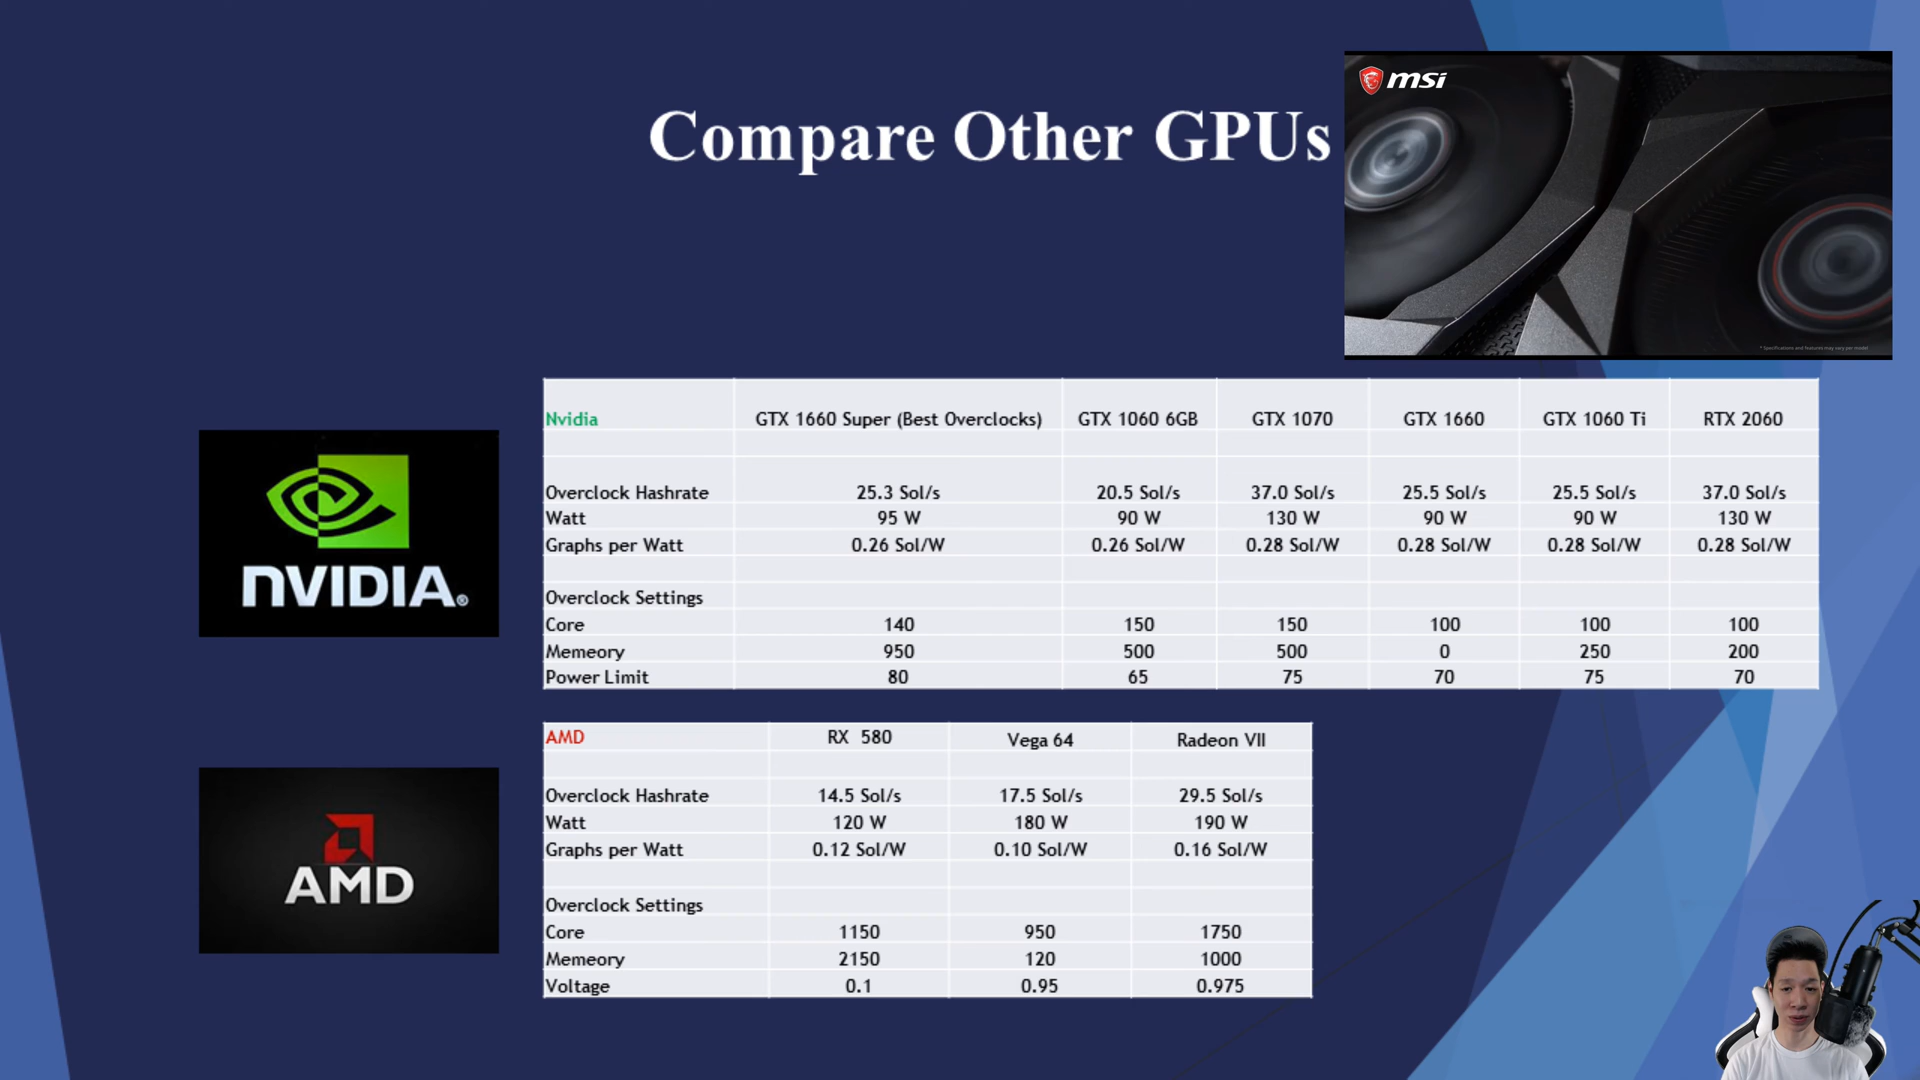 msi
Compare Other GPUs
* Specifications and features may vary per model
Nvidia GTX 1660 Super (Best Overclocks) GTX 1060 6GB GTX 1070 GTX 1660 GTX 1060 Ti RTX 2060
Overclock Hashrate 25.3 Sol/s 20.5 Sol/s 37.0 Sol/s 25.5 Sol/s 25.5 Sol/s 37.0 Sol/s
Watt 95 W 90 W 130 W 90 W 90 W 130 W
Graphs per Watt 0.26 Sol/W 0.26 Sol/W 0.28 Sol/W 0.28 Sol/W 0.28 Sol/W 0.28 Sol/W
Overclock Settings
Core 140 150 150 100 100 100
Memeory 950 500 500 0 250 200
Power Limit 80 65 75 70 75 70
NVIDIA®
AMD RX 580 Vega 64 Radeon VII
Overclock Hashrate 14.5 Sol/s 17.5 Sol/s 29.5 Sol/s
Watt 120 W 180 W 190 W
Graphs per Watt 0.12 Sol/W 0.10 Sol/W 0.16 Sol/W
Overclock Settings
Core 1150 950 1750
Memeory 2150 120 1000
Voltage 0.1 0.95 0.975
AMD